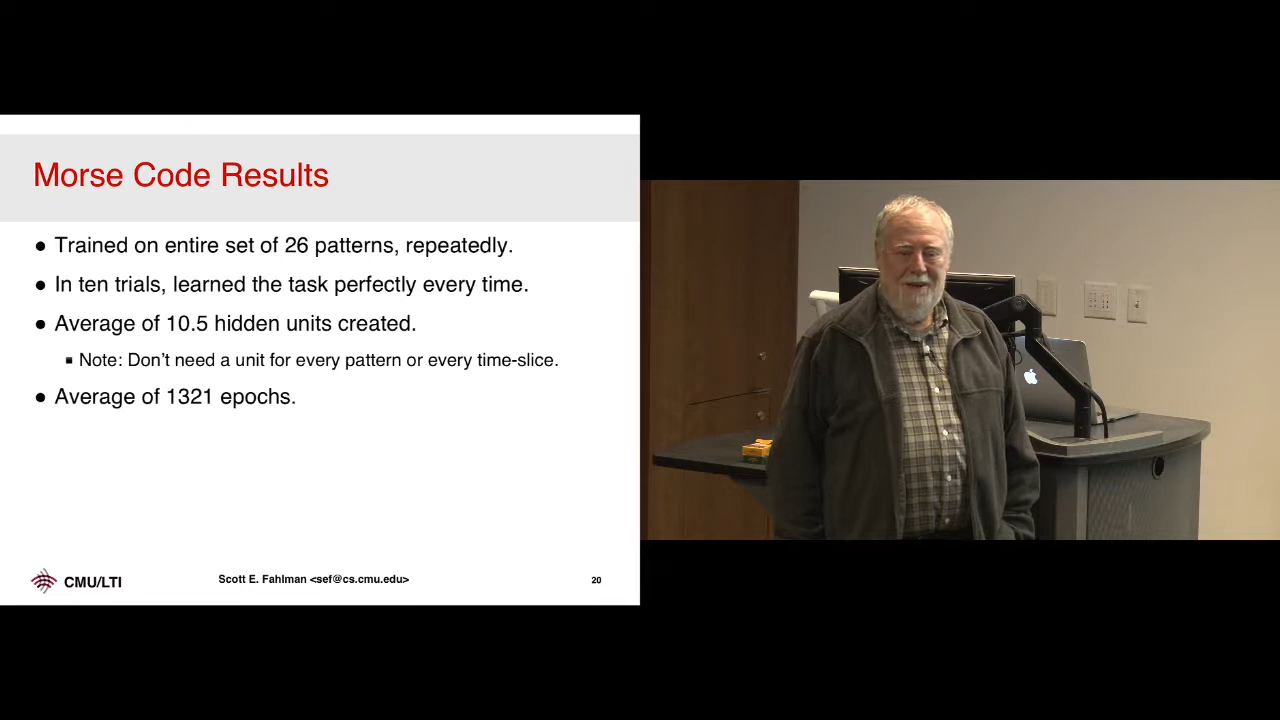 Morse Code Results
● Trained on entire set of 26 patterns, repeatedly.
● In ten trials, learned the task perfectly every time.
● Average of 10.5 hidden units created.
▪ Note: Don't need a unit for every pattern or every time-slice.
● Average of 1321 epochs.
CMU/LTI
Scott E. Fahlman <sef@cs.cmu.edu>
20